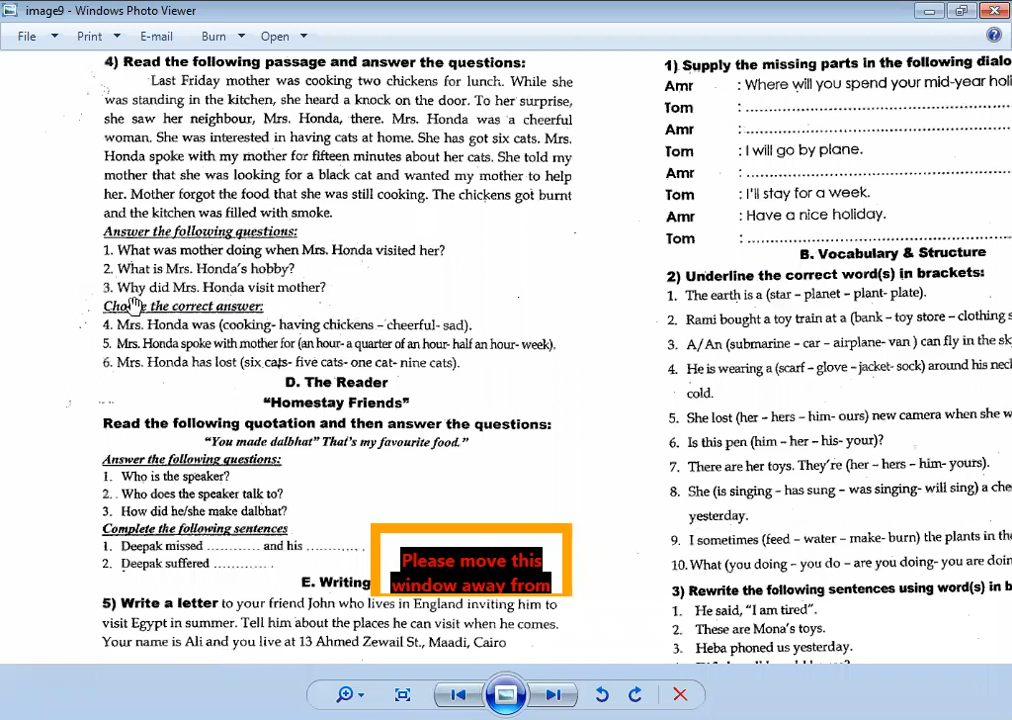 image9 - Windows Photo Viewer
File Print E-mail Burn Open
4) Read the following passage and answer the questions:
Last Friday mother was cooking two chickens for lunch. While she
was standing in the kitchen, she heard a knock on the door. To her surprise,
she saw her neighbour, Mrs. Honda, there. Mrs. Honda was a cheerful
woman. She was interested in having cats at home. She has got six cats. Mrs.
Honda spoke with my mother for fifteen minutes about her cats. She told my
mother that she was looking for a black cat and wanted my mother to help
her. Mother forgot the food that she was still cooking. The chickens got burnt
and the kitchen was filled with smoke.
Answer the following questions:
1. What was mother doing when Mrs. Honda visited her?
2. What is Mrs. Honda's hobby?
3. Why did Mrs. Honda visit mother?
Choose the correct answer:
4. Mrs. Honda was (cooking- having chickens – cheerful- sad).
5. Mrs. Honda spoke with mother for (an hour- a quarter of an hour- half an hour- week).
6. Mrs. Honda has lost (six cats- five cats- one cat- nine cats).
D. The Reader
"Homestay Friends"
Read the following quotation and then answer the questions:
"You made dalbhat" That's my favourite food."
Answer the following questions:
1. Who is the speaker?
2. . Who does the speaker talk to?
3. How did he/she make dalbhat?
Complete the following sentences
1. Deepak missed ........... and his ............
2. Deepak suffered ............
E. Writing
5) Write a letter to your friend John who lives in England inviting him to
visit Egypt in summer. Tell him about the places he can visit when he comes.
Your name is Ali and you live at 13 Ahmed Zewail St., Maadi, Cairo
Please move this
window away from
1) Supply the missing parts in the following dialo
Amr : Where will you spend your mid-year holi
Tom : ..........................................................
Amr :..........................................................
Tom : I will go by plane.
Amr : ..........................................................
Tom : I'll stay for a week.
Amr : Have a nice holiday.
Tom : ..........................................................
B. Vocabulary & Structure
2) Underline the correct word(s) in brackets:
1. The earth is a (star – planet – plant- plate).
2. Rami bought a toy train at a (bank – toy store – clothing s
3. A/An (submarine – car – airplane- van ) can fly in the sk
4. He is wearing a (scarf – glove –jacket- sock) around his nec
cold.
5. She lost (her – hers – him- ours) new camera when she w
6. Is this pen (him – her – his- your)?
7. There are her toys. They're (her – hers – him- yours).
8. She (is singing – has sung – was singing- will sing) a che
yesterday.
9. I sometimes (feed – water – make- burn) the plants in the
10. What (you doing – you do – are you doing- you are doin
3) Rewrite the following sentences using word(s) in b
1. He said, "I am tired".
2. These are Mona's toys.
3. Heba phoned us yesterday.